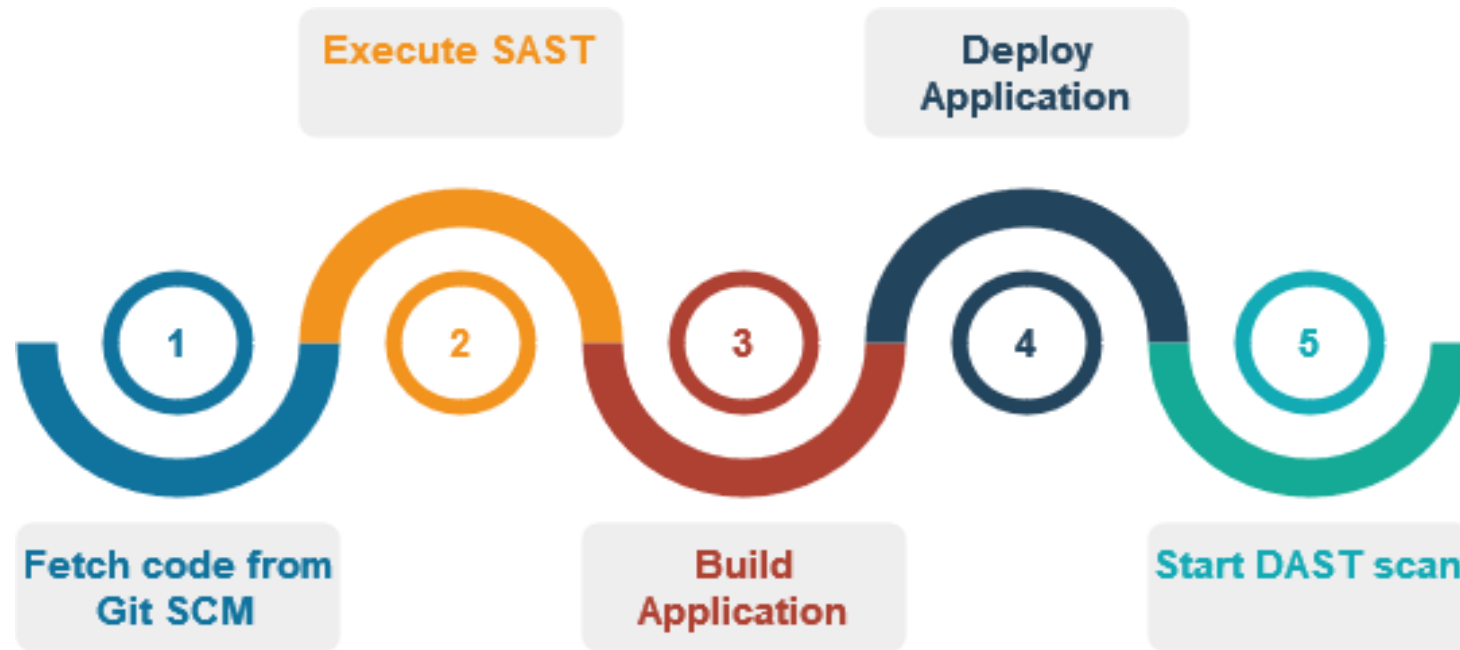 Execute SAST
Deploy
Application
1
2
3
4
5
Fetch code from
Git SCM
Build
Application
Start DAST scan